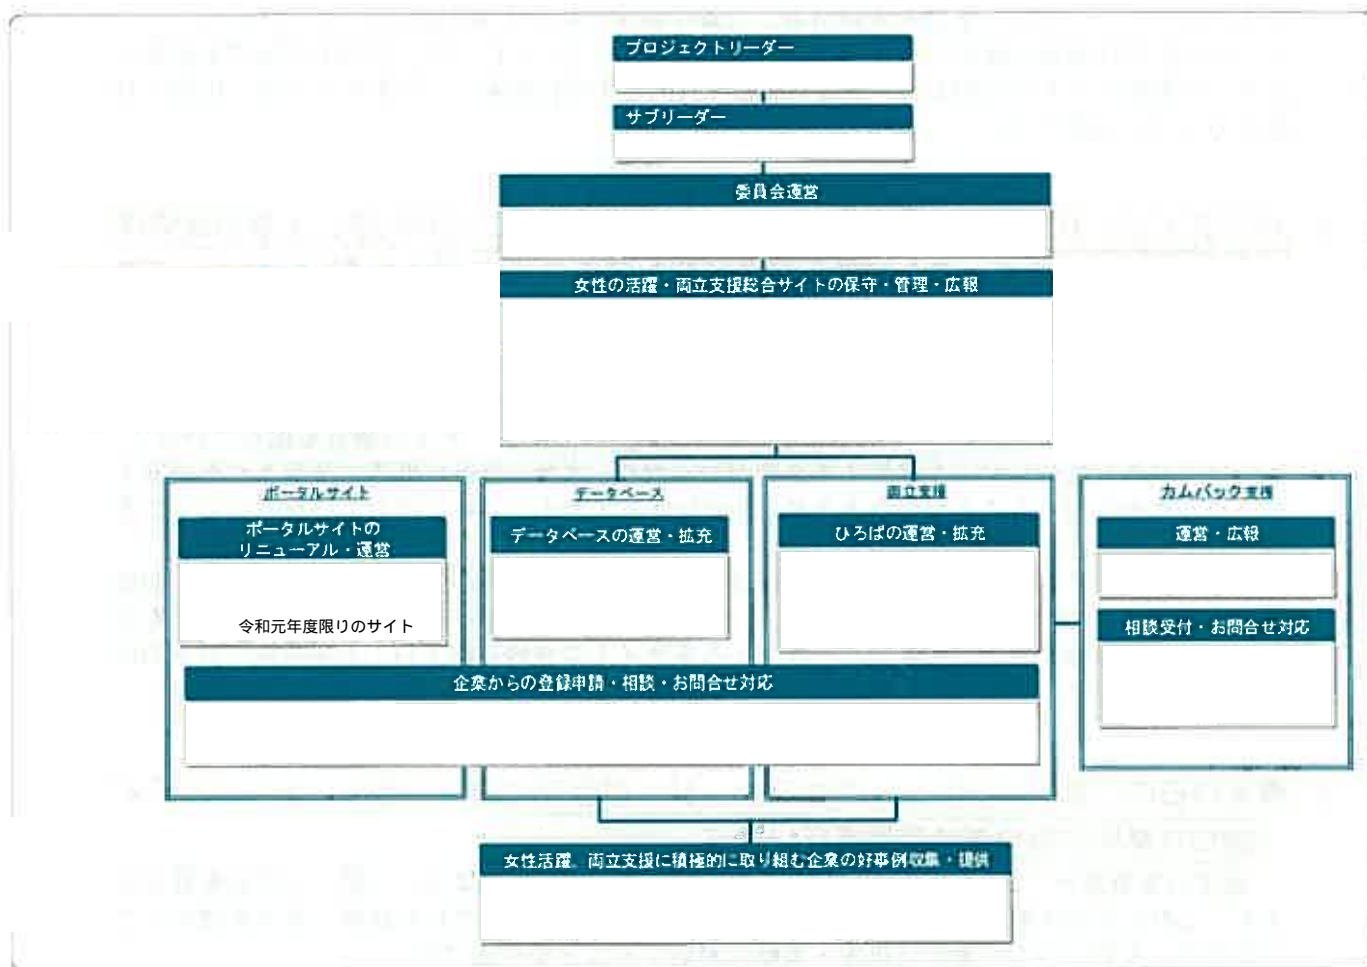 プロジェクトリーダー
サブリーダー
委員会運営
女性の活躍・両立支援総合サイトの保守・管理・広報
ポータルサイト
ポータルサイトの
リニューアル・運営
令和元年度限りのサイト
データベース
データベースの運営・拡充
両立支援
ひろばの運営・拡充
カムバック支援
運営・広報
相談受付・お問合せ対応
企業からの登録申請・相談・お問合せ対応
女性活躍、両立支援に積極的に取り組む企業の好事例収集・提供